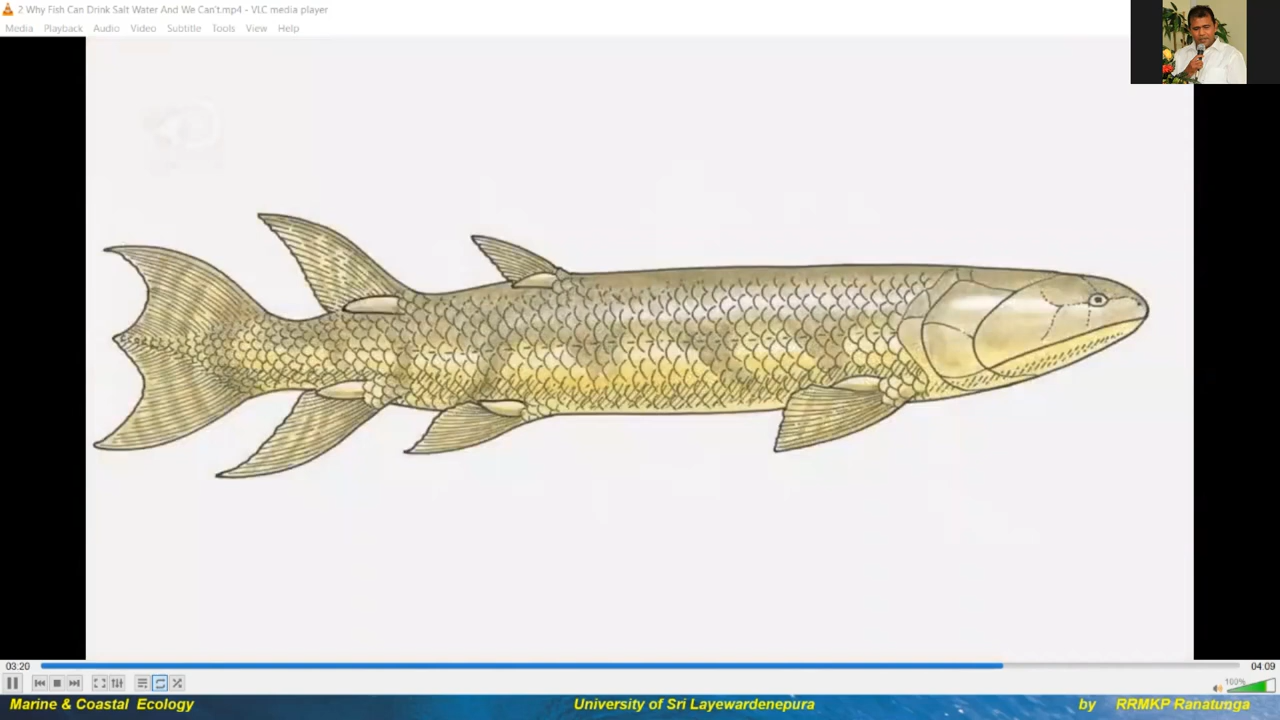 2 Why Fish Can Drink Salt Water And We Can't.mp4 - VLC media player
Media Playback Audio Video Subtitle Tools View Help
03:20
04:09
100%
Marine & Coastal Ecology
University of Sri Layewardenepura
by RRMKP Ranatunga